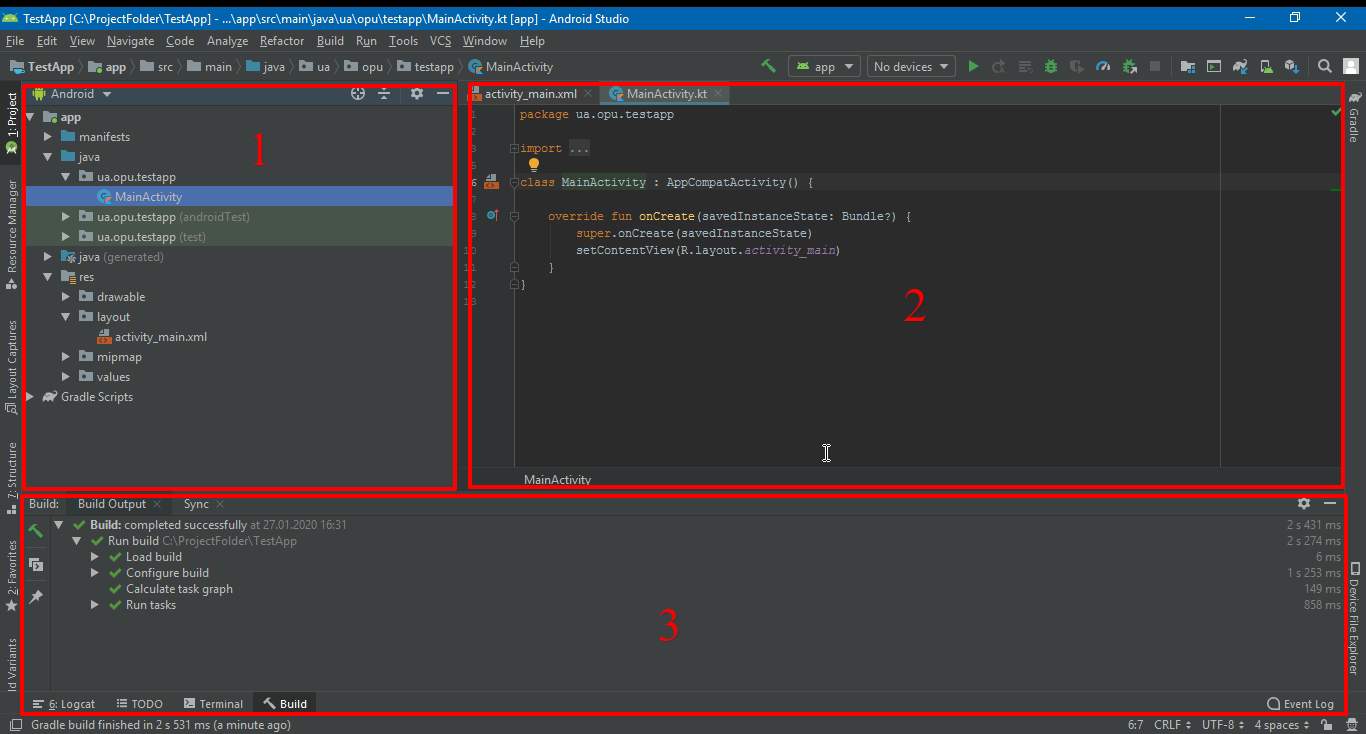 TestApp [C:\ProjectFolder\TestApp] - ...\app\src\main\java\ua\opu\testapp\MainActivity.kt [app] - Android Studio
File Edit View Navigate Code Analyze Refactor Build Run Tools VCS Window Help
TestApp app src main java ua opu testapp MainActivity app No devices
1: Project
Resource Manager
Layout Captures
Z: Structure
2: Favorites
ld Variants
Android
app
manifests
java
ua.opu.testapp
MainActivity
ua.opu.testapp (androidTest)
ua.opu.testapp (test)
java (generated)
res
drawable
layout
activity_main.xml
mipmap
values
Gradle Scripts
1
activity_main.xml MainActivity.kt
1 package ua.opu.testapp
2
3 import ...
5
6 class MainActivity : AppCompatActivity() {
7
8 override fun onCreate(savedInstanceState: Bundle?) {
9 super.onCreate(savedInstanceState)
10 setContentView(R.layout.activity_main)
11 }
12 }
13
2
MainActivity
Gradle
Device File Explorer
Build: Build Output Sync
Build: completed successfully at 27.01.2020 16:31 2 s 431 ms
Run build C:\ProjectFolder\TestApp 2 s 274 ms
Load build 6 ms
Configure build 1 s 253 ms
Calculate task graph 149 ms
Run tasks 858 ms
3
6: Logcat TODO Terminal Build Event Log
Gradle build finished in 2 s 531 ms (a minute ago) 6:7 CRLF UTF-8 4 spaces